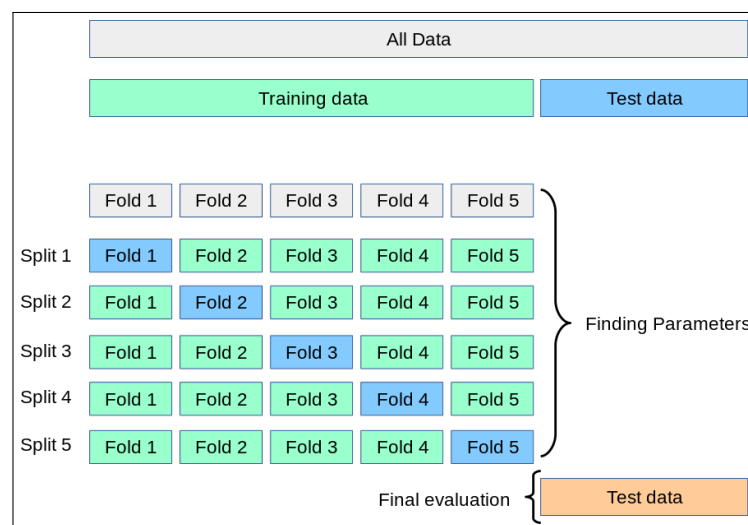 All Data
Training data Test data
Fold 1 Fold 2 Fold 3 Fold 4 Fold 5
Split 1 Fold 1 Fold 2 Fold 3 Fold 4 Fold 5
Split 2 Fold 1 Fold 2 Fold 3 Fold 4 Fold 5
Finding Parameters
Split 3 Fold 1 Fold 2 Fold 3 Fold 4 Fold 5
Split 4 Fold 1 Fold 2 Fold 3 Fold 4 Fold 5
Split 5 Fold 1 Fold 2 Fold 3 Fold 4 Fold 5
Final evaluation Test data